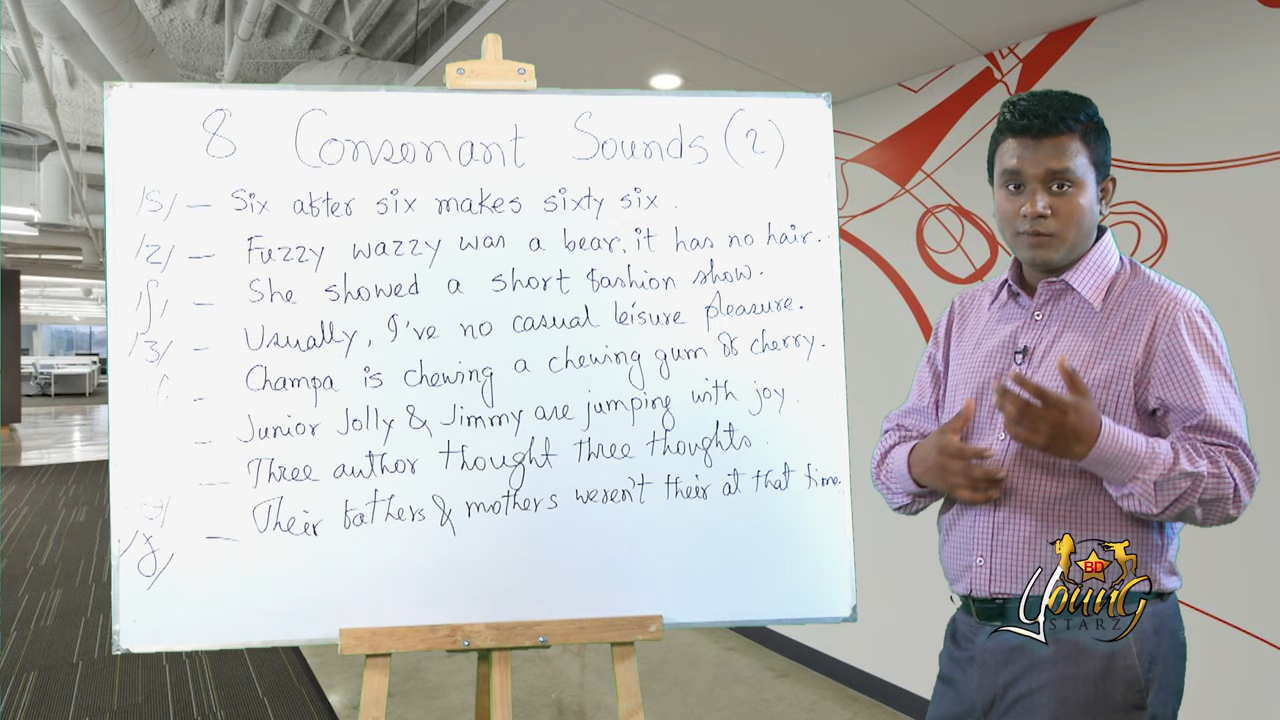 8 Consonant Sounds (2)
/s/ – Six after six makes sixty six.
/z/ – Fuzzy wazzy was a bear, it has no hair.
/ʃ/ – She showed a short fashion show.
/ʒ/ – Usually, I've no casual leisure pleasure.
– Champa is chewing a chewing gum of cherry.
– Junior Jolly & Jimmy are jumping with joy.
– Three author thought three thoughts.
– Their fathers & mothers weren't their at that time.
BD
YounG
STARZ